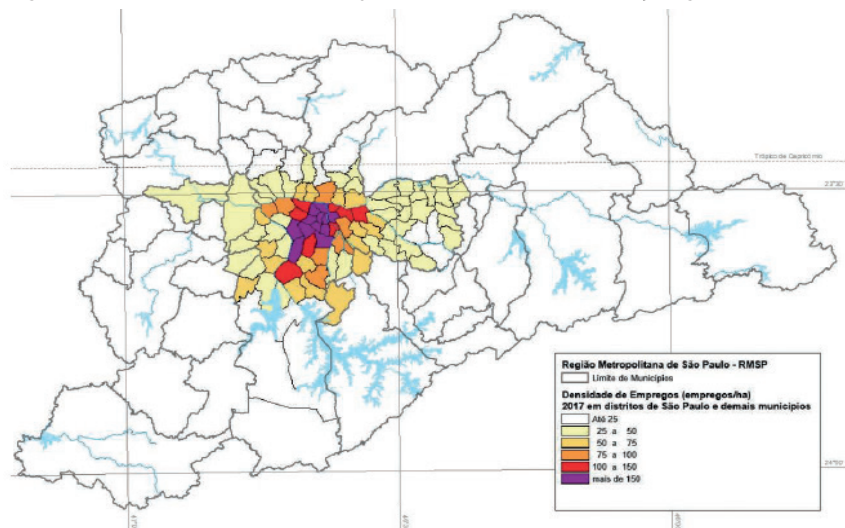 Trópico de Capricórnio
23°30'
Região Metropolitana de São Paulo - RMSP
Limite de Municípios
Densidade de Empregos (empregos/ha)
2017 em distritos de São Paulo e demais municípios
Até 25
25 a 50
50 a 75
75 a 100
100 a 150
mais de 150